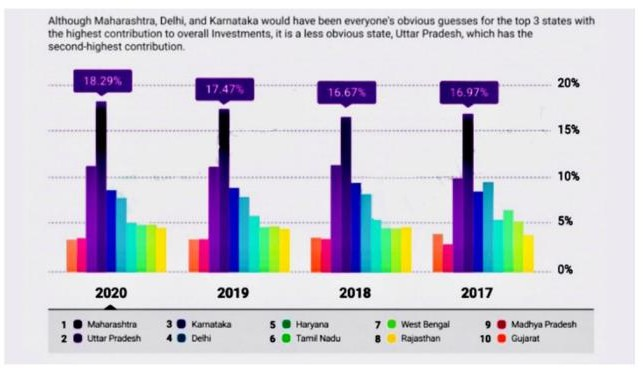 Although Maharashtra, Delhi, and Karnataka would have been everyone's obvious guesses for the top 3 states with
the highest contribution to overall Investments, it is a less obvious state, Uttar Pradesh, which has the
second-highest contribution.
18.29% 17.47% 16.67% 16.97% 20%
15%
10%
5%
0%
2020 2019 2018 2017
1 Maharashtra 3 Karnataka 5 Haryana 7 West Bengal 9 Madhya Pradesh
2 Uttar Pradesh 4 Delhi 6 Tamil Nadu 8 Rajasthan 10 Gujarat